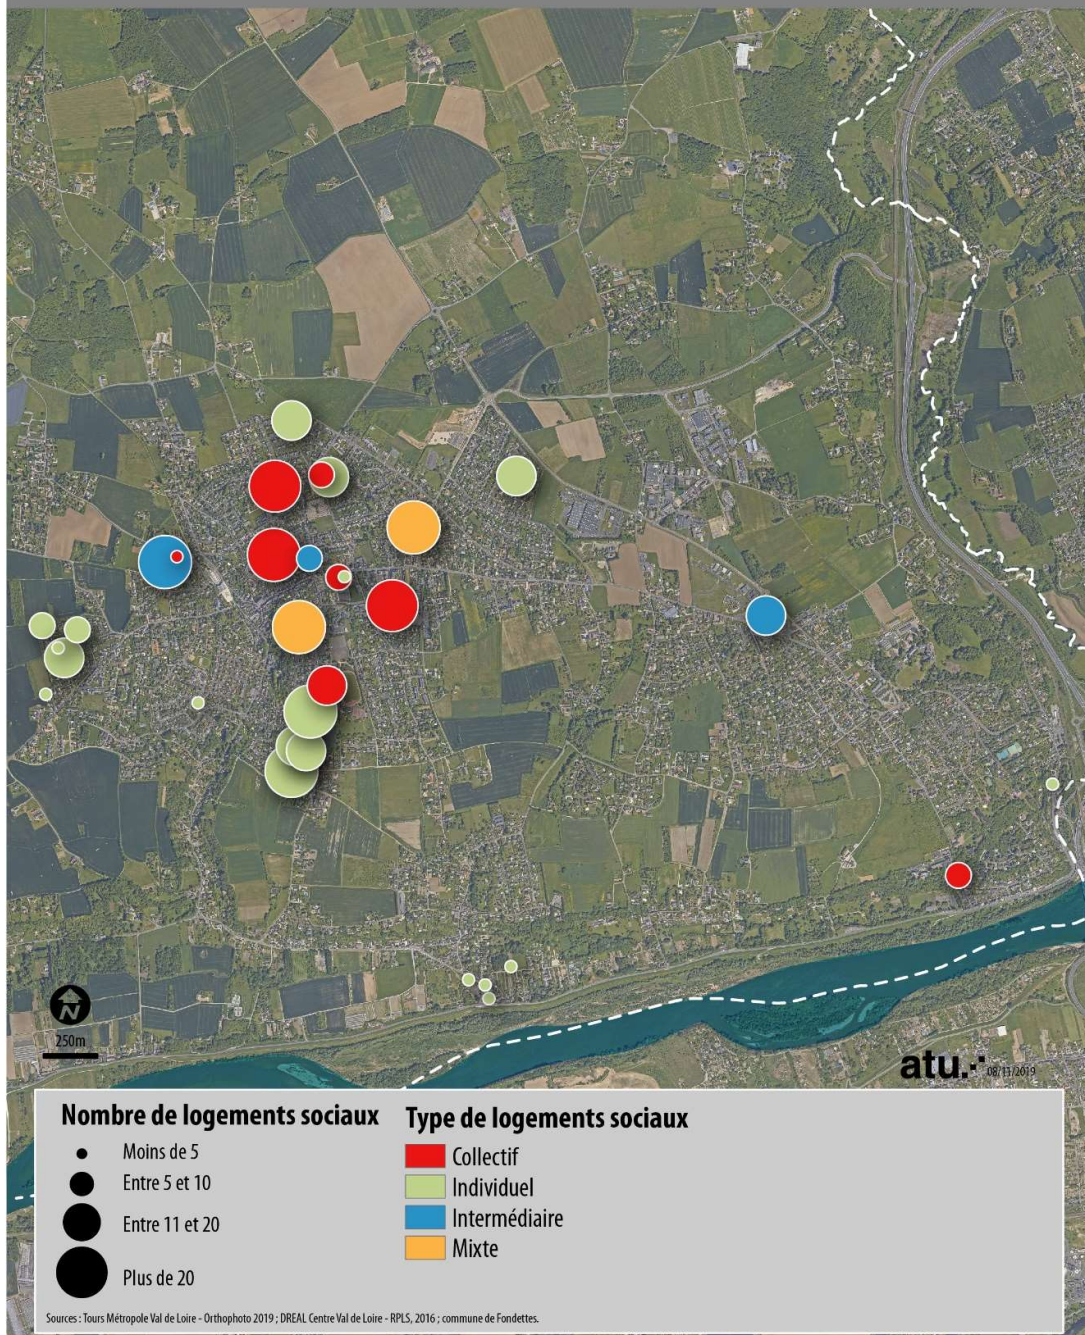 N
250m
atu.
08/11/2019
Nombre de logements sociaux
Moins de 5
Entre 5 et 10
Entre 11 et 20
Plus de 20
Type de logements sociaux
Collectif
Individuel
Intermédiaire
Mixte
Sources : Tours Métropole Val de Loire - Orthophoto 2019 ; DREAL Centre Val de Loire - RPLS, 2016 ; commune de Fondettes.